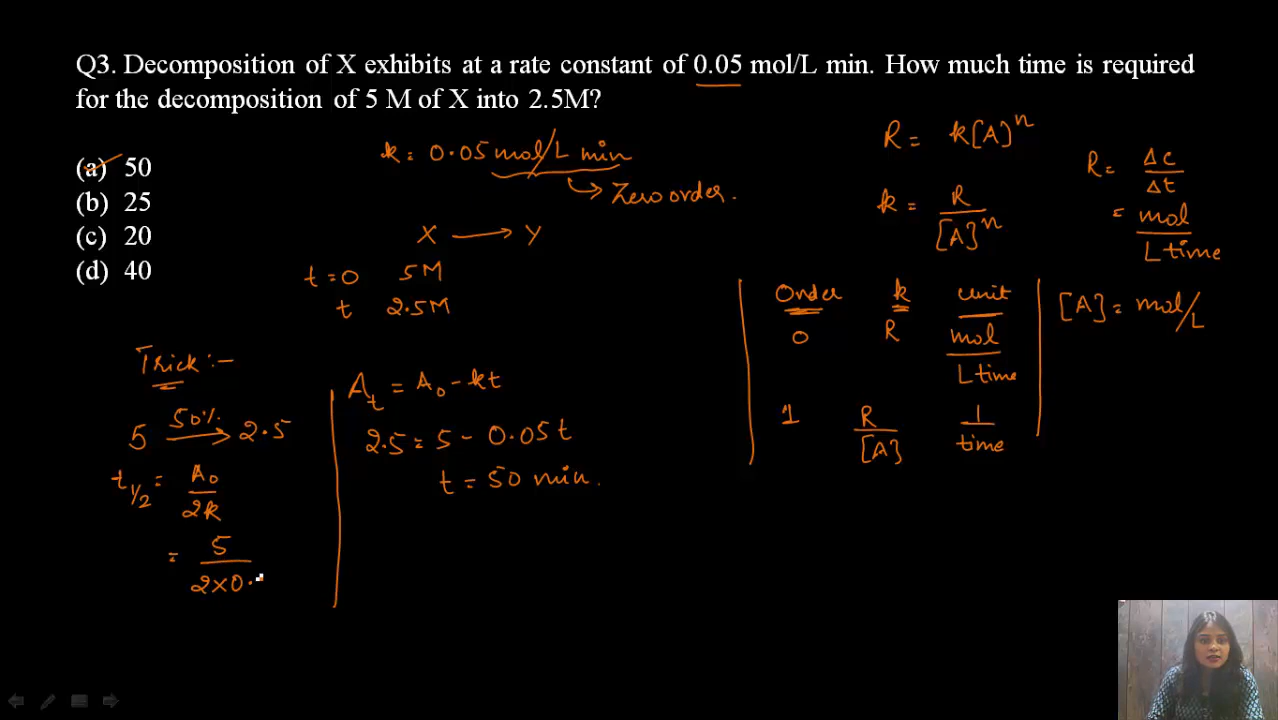 Q3. Decomposition of X exhibits at a rate constant of 0.05 mol/L min. How much time is required
for the decomposition of 5 M of X into 2.5M?
(a) 50
(b) 25
(c) 20
(d) 40
k = 0.05 mol/L min
Zero order.
X → Y
t = 0 5M
t 2.5M
R = k[A]^n
k = R/[A]^n
R = Δc/Δt
= mol/L time
[A] = mol/L
Order k unit
0 R mol/L time
1 R/[A] 1/time
Trick :-
5 50% → 2.5
t1/2 = A0/2k
= 5/2×0.
At = A0 - kt
2.5 = 5 - 0.05t
t = 50 min.